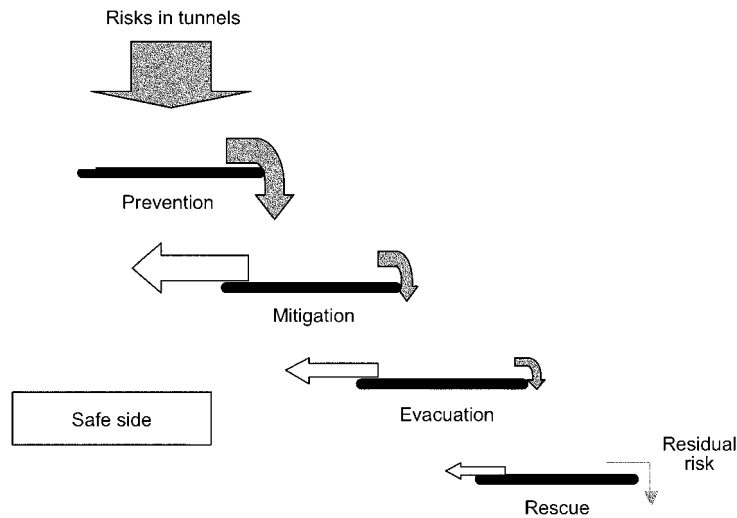 Risks in tunnels
Prevention
Mitigation
Evacuation
Safe side
Residual
risk
Rescue